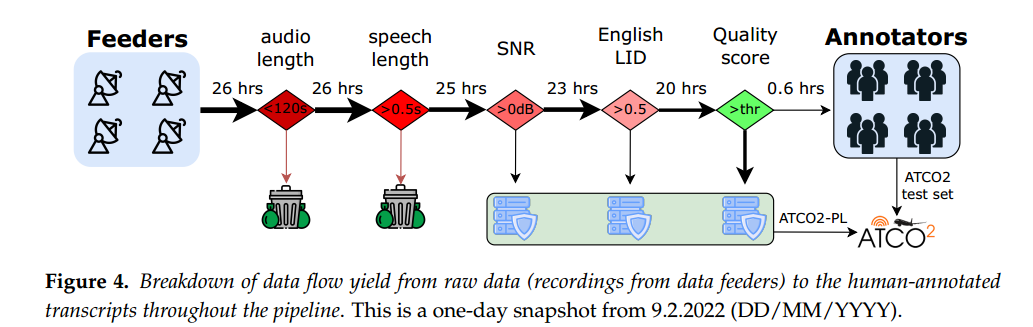 Feeders
audio
length
speech
length
SNR
English
LID
Quality
score
Annotators
26 hrs
26 hrs
25 hrs
23 hrs
20 hrs
0.6 hrs
<120s
>0.5s
>0dB
>0.5
>thr
ATCO2
test set
ATCO2-PL
ATCO2
Figure 4. Breakdown of data flow yield from raw data (recordings from data feeders) to the human-annotated
transcripts throughout the pipeline. This is a one-day snapshot from 9.2.2022 (DD/MM/YYYY).